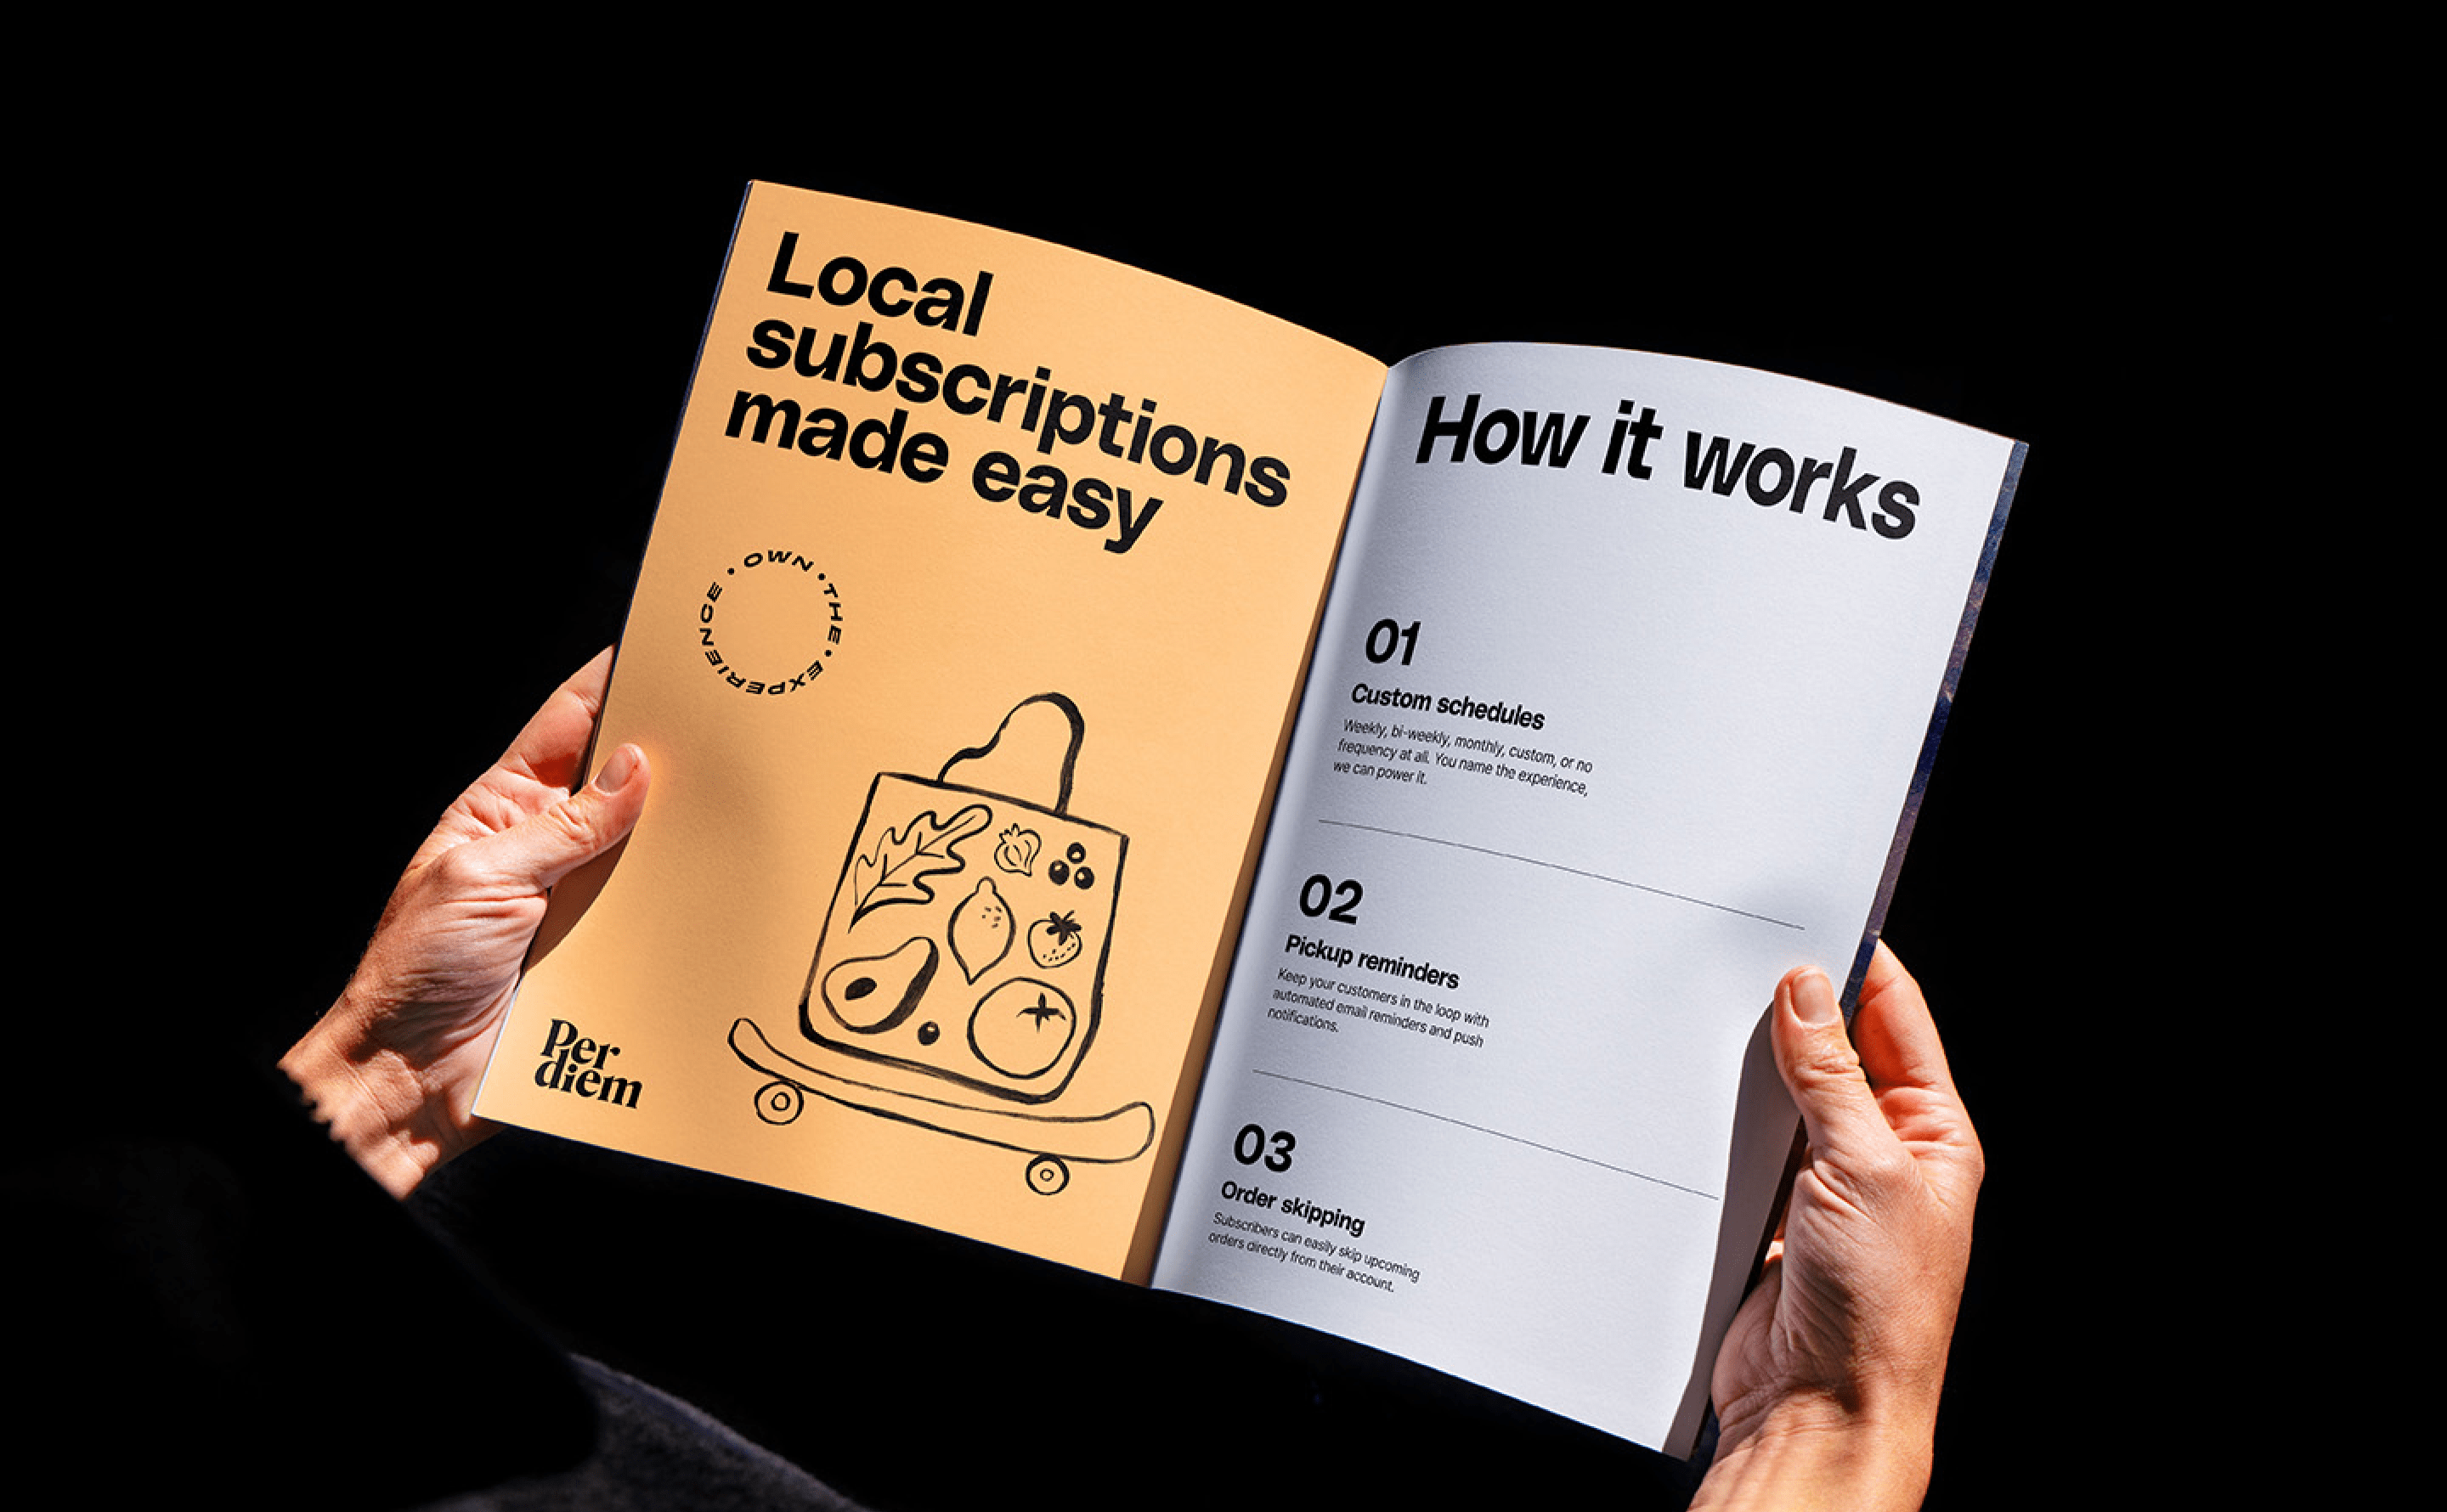 Local
subscriptions
made easy
OWN • THE • EXPERIENCE •
Per
diem
How it works
01
Custom schedules
Weekly, bi-weekly, monthly, custom, or no
frequency at all. You name the experience,
we can power it.
02
Pickup reminders
Keep your customers in the loop with
automated email reminders and push
notifications.
03
Order skipping
Subscribers can easily skip upcoming
orders directly from their account.